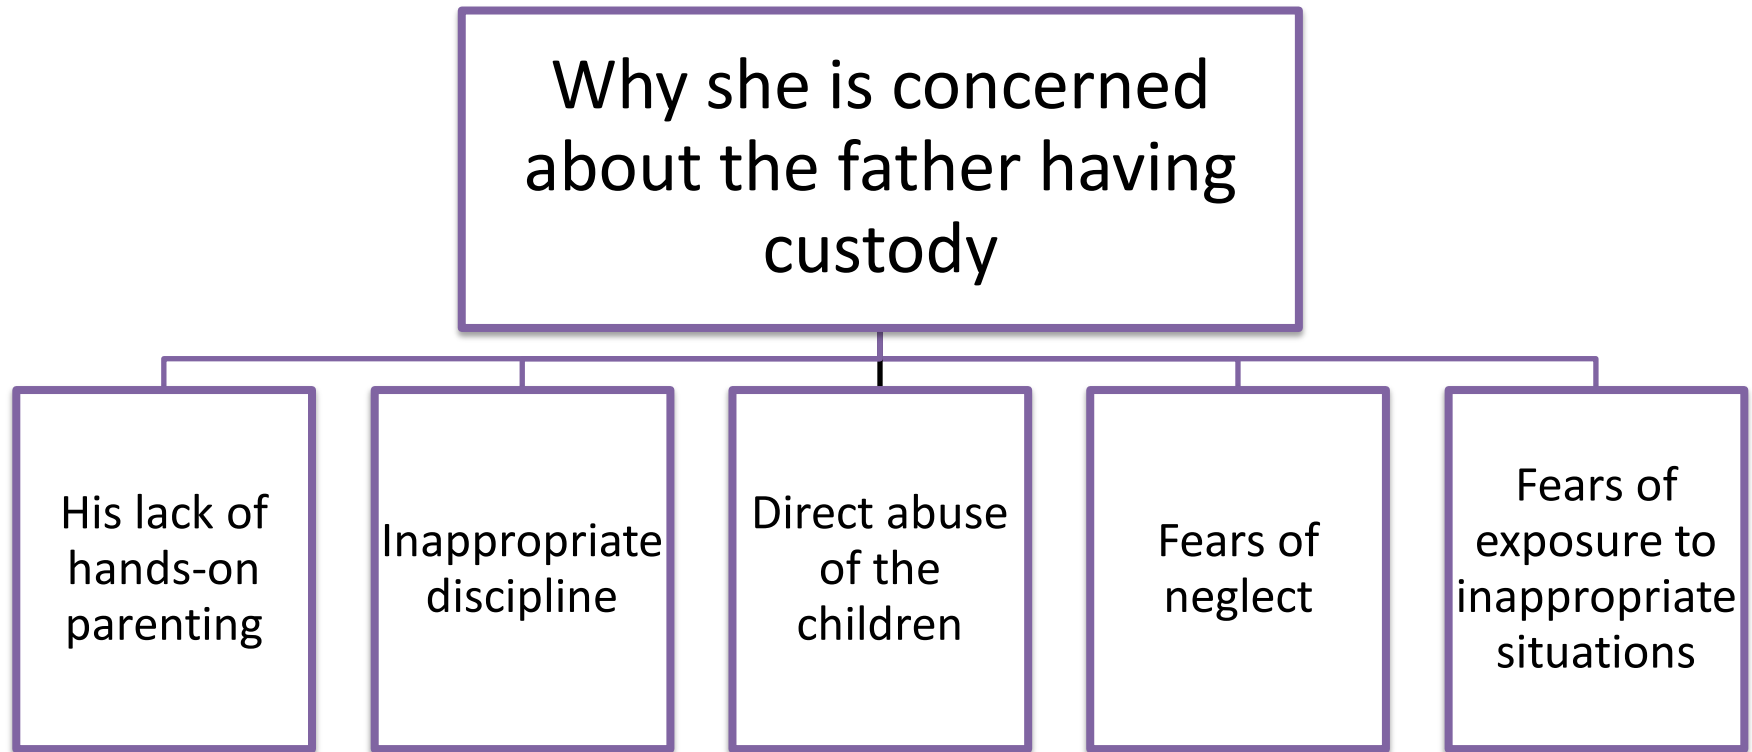 Why she is concerned
about the father having
custody
His lack of
hands-on
parenting
Inappropriate
discipline
Direct abuse
of the
children
Fears of
neglect
Fears of
exposure to
inappropriate
situations